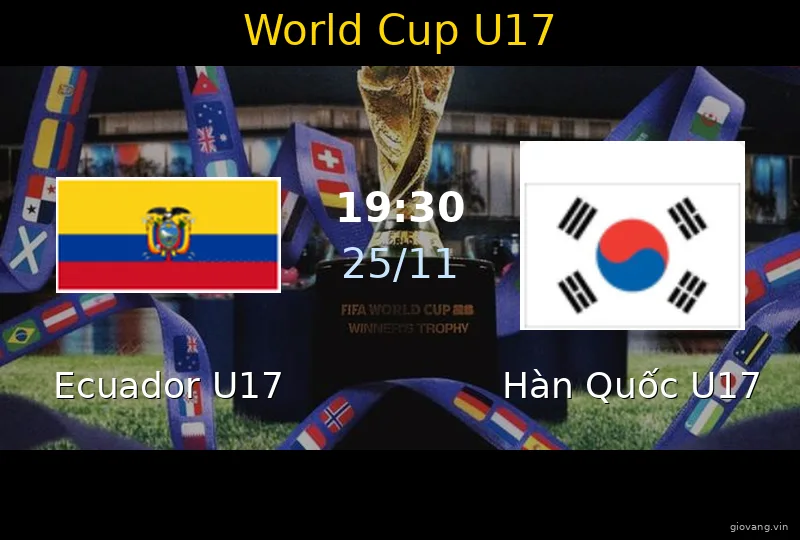 World Cup U17
19:30
25/11
FIFA WORLD CUP
WINNER'S TROPHY
Ecuador U17
Hàn Quốc U17
giovang.vin